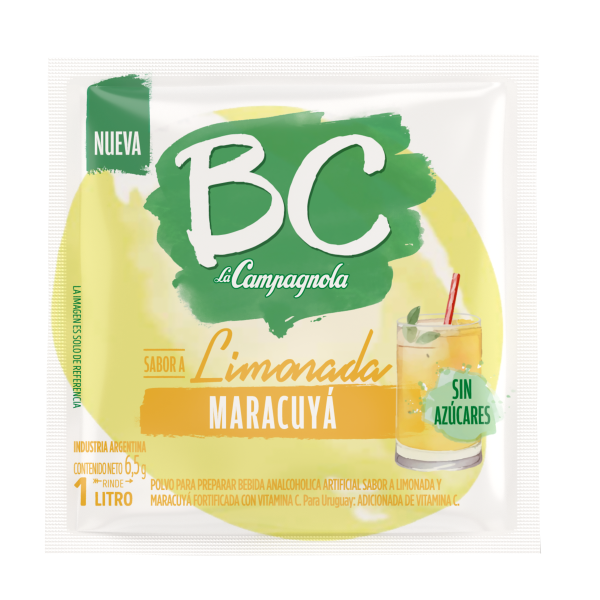 NUEVA
BC
La Campagnola
LA IMAGEN ES SOLO DE REFERENCIA
SABOR A Limonada
MARACUYÁ
SIN
AZÚCARES
INDUSTRIA ARGENTINA
CONTENIDO NETO 6,5 g
RINDE
1 LITRO
POLVO PARA PREPARAR BEBIDA ANALCOHOLICA ARTIFICIAL SABOR A LIMONADA Y
MARACUYÁ FORTIFICADA CON VITAMINA C. Para Uruguay: ADICIONADA DE VITAMINA C.